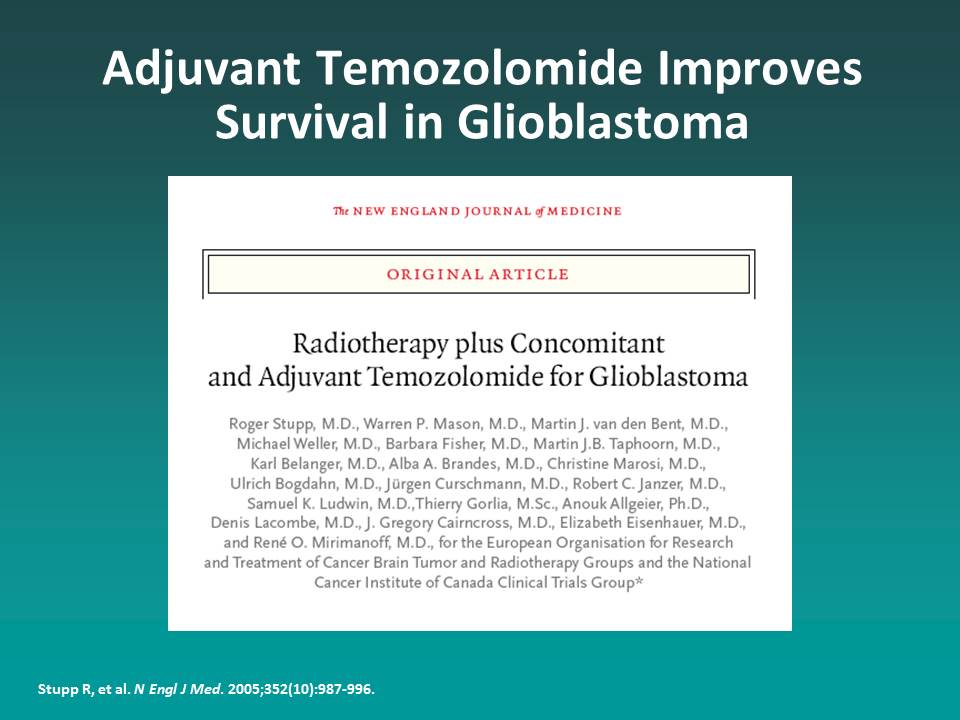 Adjuvant Temozolomide Improves
Survival in Glioblastoma
The NEW ENGLAND JOURNAL of MEDICINE
ORIGINAL ARTICLE
Radiotherapy plus Concomitant
and Adjuvant Temozolomide for Glioblastoma
Roger Stupp, M.D., Warren P. Mason, M.D., Martin J. van den Bent, M.D.,
Michael Weller, M.D., Barbara Fisher, M.D., Martin J.B. Taphoorn, M.D.,
Karl Belanger, M.D., Alba A. Brandes, M.D., Christine Marosi, M.D.,
Ulrich Bogdahn, M.D., Jürgen Curschmann, M.D., Robert C. Janzer, M.D.,
Samuel K. Ludwin, M.D.,Thierry Gorlia, M.Sc., Anouk Allgeier, Ph.D.,
Denis Lacombe, M.D., J. Gregory Cairncross, M.D., Elizabeth Eisenhauer, M.D.,
and René O. Mirimanoff, M.D., for the European Organisation for Research
and Treatment of Cancer Brain Tumor and Radiotherapy Groups and the National
Cancer Institute of Canada Clinical Trials Group*
Stupp R, et al. N Engl J Med. 2005;352(10):987-996.